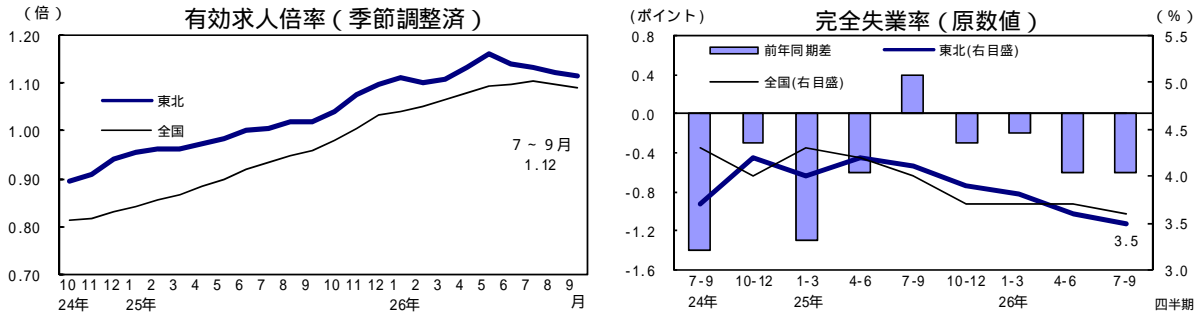 有効求人倍率（季節調整済）
（倍）
1.20
1.10
1.00
0.90
0.80
0.70
東北
全国
7～9月
1.12
10 11 12 1 2 3 4 5 6 7 8 9 10 11 12 1 2 3 4 5 6 7 8 9
24年 25年 26年 月
完全失業率（原数値）
(ポイント) (％)
0.8
0.4
0.0
-0.4
-0.8
-1.2
-1.6
前年同期差 東北(右目盛)
全国(右目盛)
5.5
5.0
4.5
4.0
3.5
3.0
3.5
7-9 10-12 1-3 4-6 7-9 10-12 1-3 4-6 7-9
24年 25年 26年 四半期